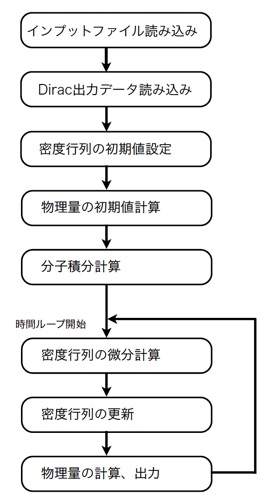 インプットファイル読み込み
Dirac出力データ読み込み
密度行列の初期値設定
物理量の初期値計算
分子積分計算
時間ループ開始
密度行列の微分計算
密度行列の更新
物理量の計算、出力